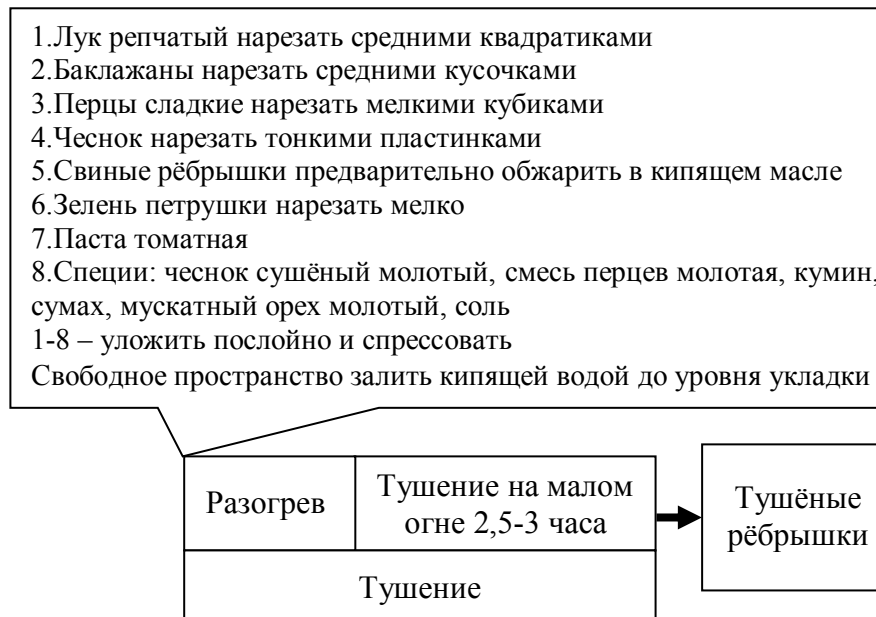 1.Лук репчатый нарезать средними квадратиками
2.Баклажаны нарезать средними кусочками
3.Перцы сладкие нарезать мелкими кубиками
4.Чеснок нарезать тонкими пластинками
5.Свиные рёбрышки предварительно обжарить в кипящем масле
6.Зелень петрушки нарезать мелко
7.Паста томатная
8.Специи: чеснок сушёный молотый, смесь перцев молотая, кумин,
сумах, мускатный орех молотый, соль
1-8 – уложить послойно и спрессовать
Свободное пространство залить кипящей водой до уровня укладки
Разогрев
Тушение на малом
огне 2,5-3 часа
Тушение
Тушёные
рёбрышки